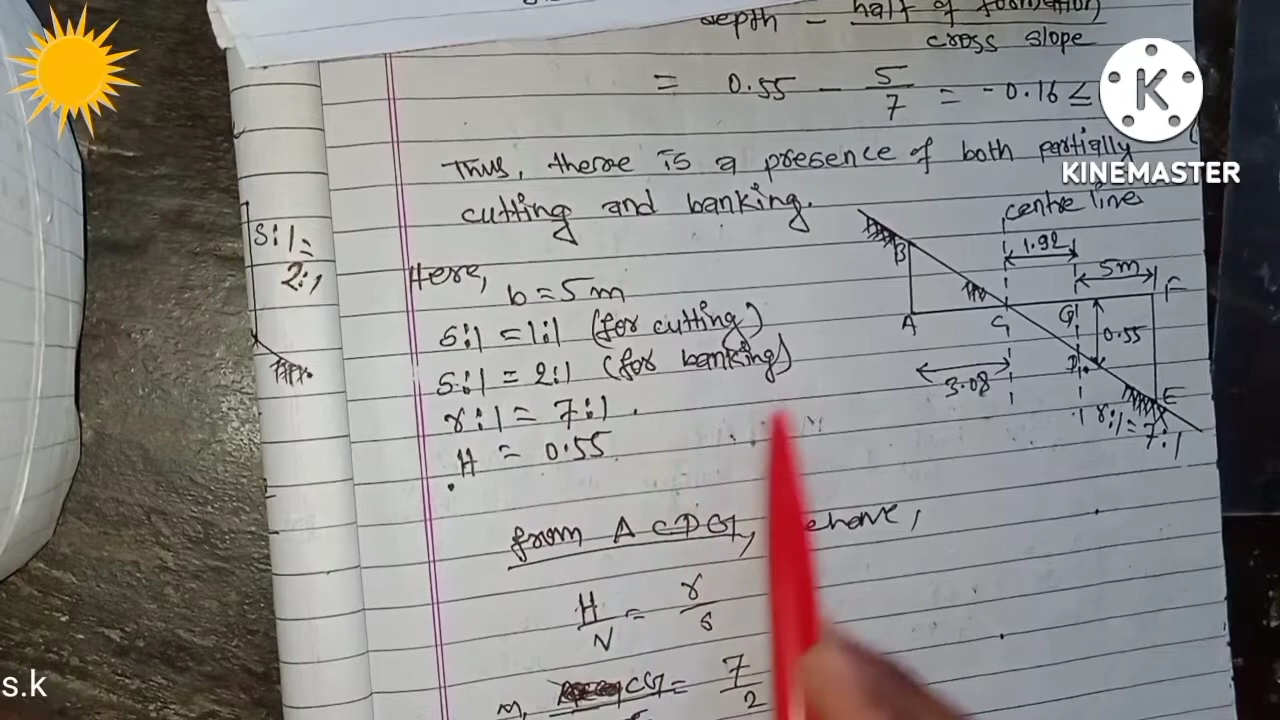 depth - half of formation
cross slope
= 0.55 - 5/7 = -0.16 ≤
KINEMASTER
Thus, there is a presence of both partially
cutting and banking.
centre line
S:1 =
2:1
Here,
b = 5 m
S:1 = 1:1 (for cutting)
S:1 = 2:1 (for banking)
r:1 = 7:1.
H = 0.55
B
1.92
5m
F
A
C
G
0.55
3.08
D
E
r:1 =
7:1
from Δ CDG,
H/V = r/s
CG = 7/2
s.k